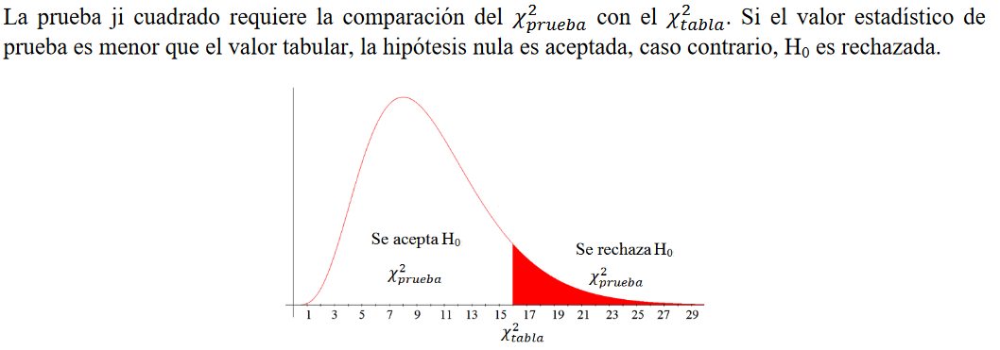 La prueba ji cuadrado requiere la comparación del χ²prueba con el χ²tabla. Si el valor estadístico de
prueba es menor que el valor tabular, la hipótesis nula es aceptada, caso contrario, H₀ es rechazada.
Se acepta H₀
χ²prueba
Se rechaza H₀
χ²prueba
1 3 5 7 9 11 13 15 17 19 21 23 25 27 29
χ²tabla